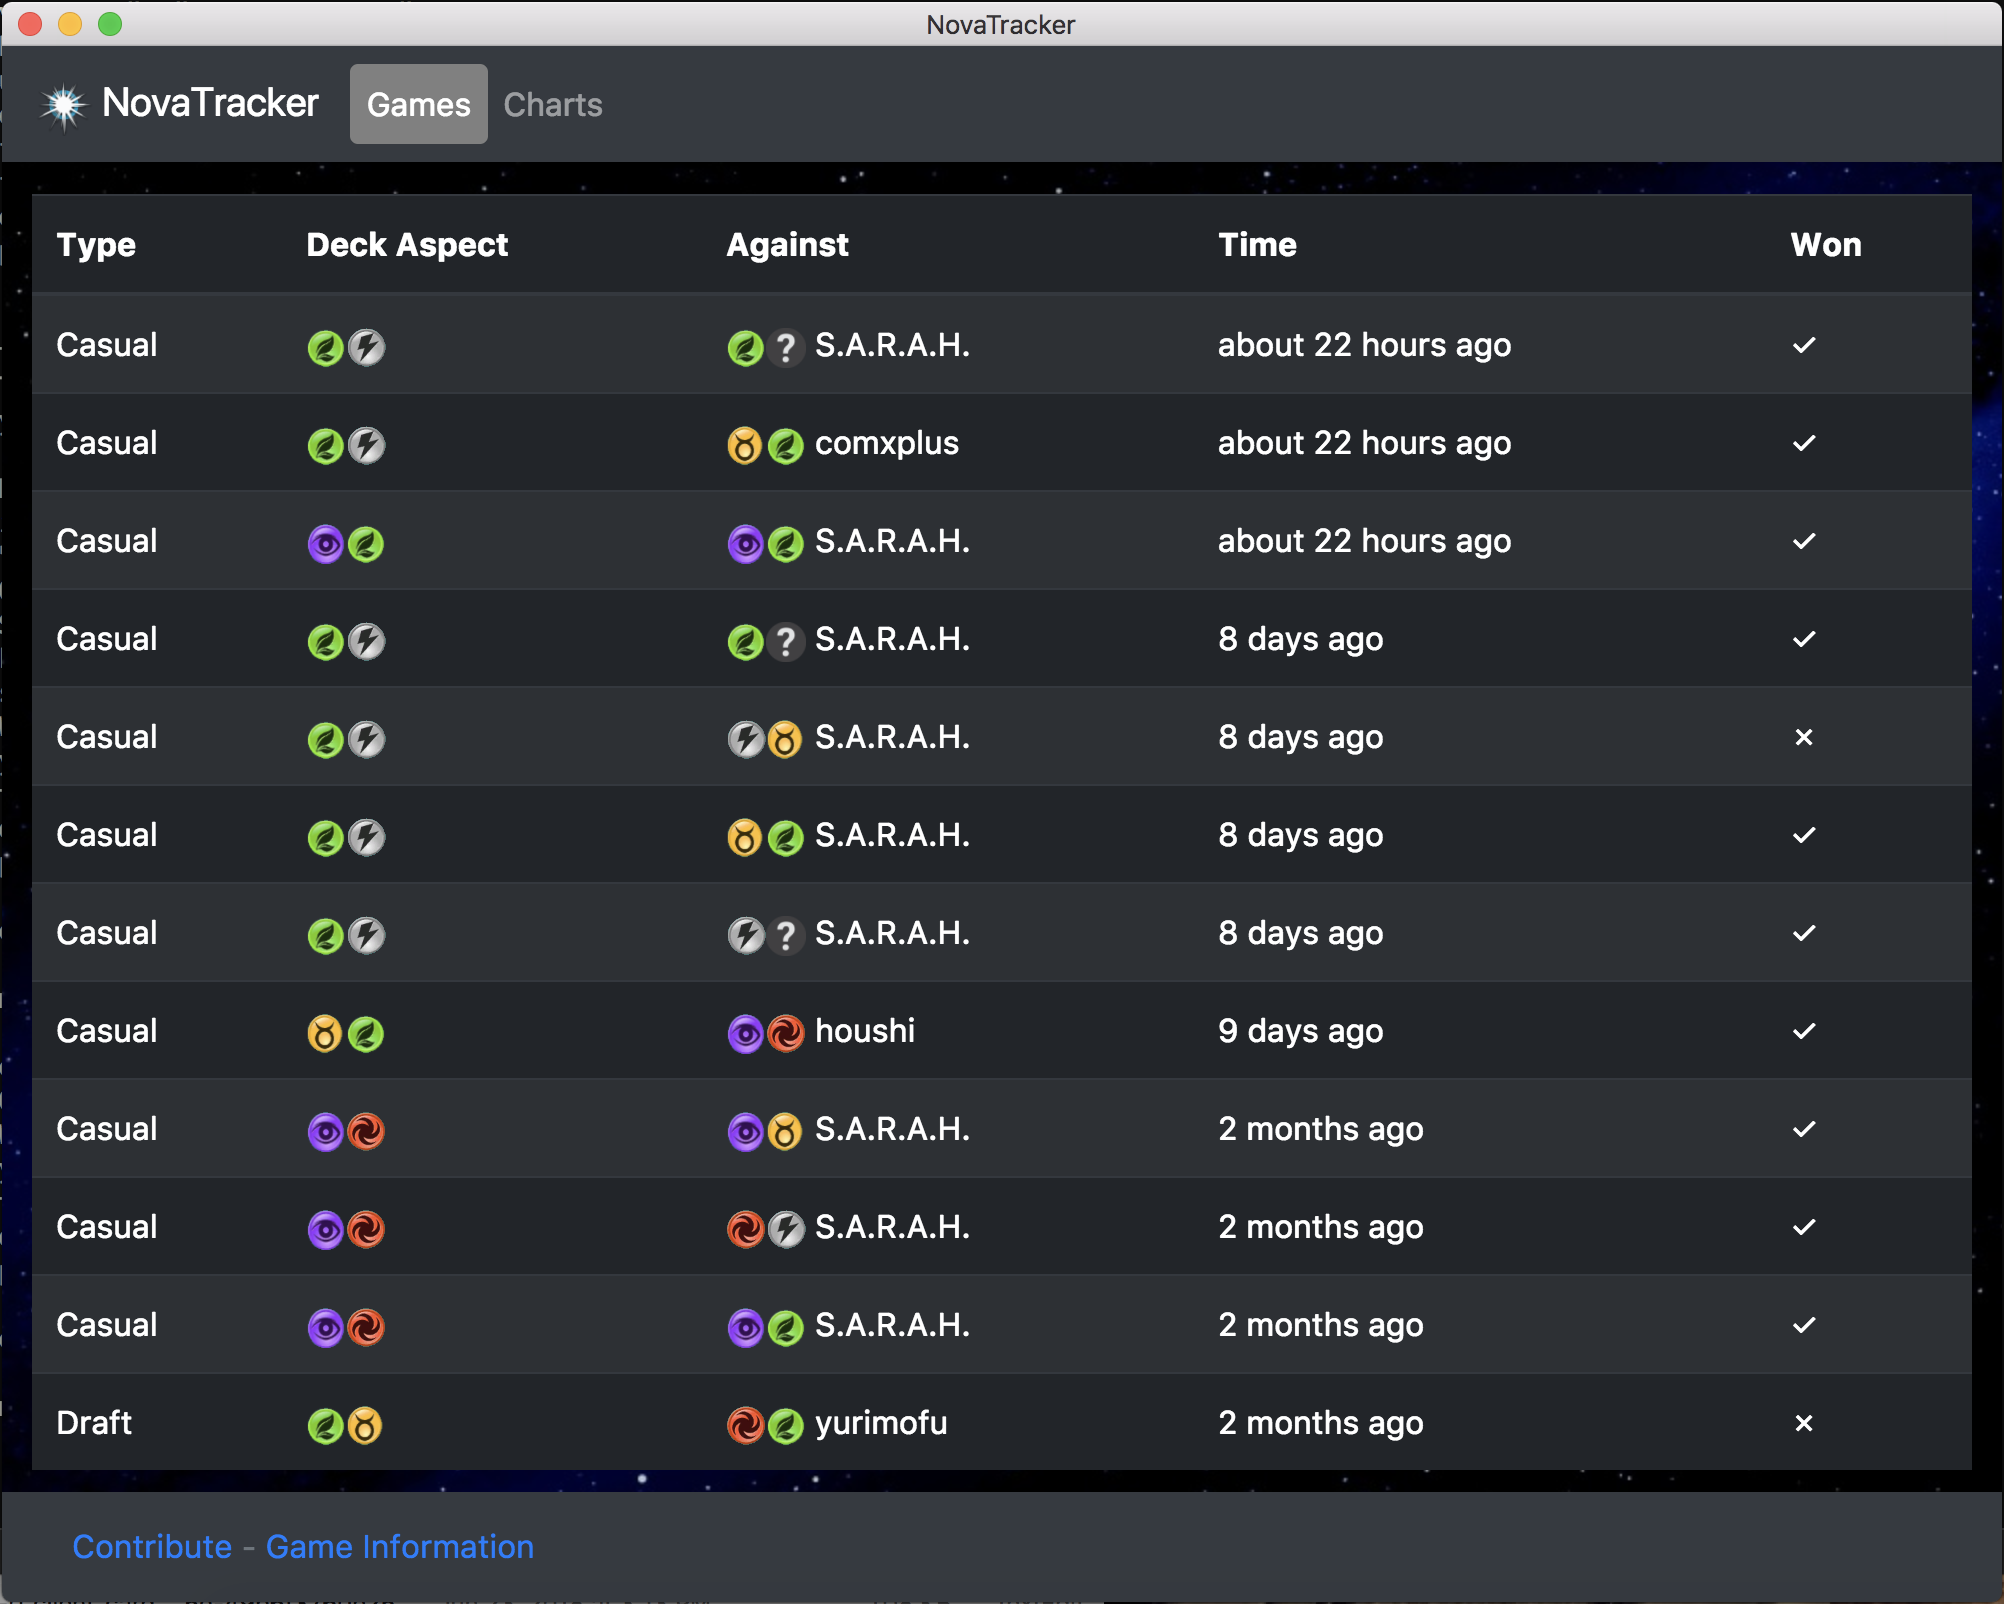 NovaTracker
NovaTracker Games Charts
Type Deck Aspect Against Time Won
Casual ? S.A.R.A.H. about 22 hours ago
Casual comxplus about 22 hours ago
Casual S.A.R.A.H. about 22 hours ago
Casual ? S.A.R.A.H. 8 days ago
Casual S.A.R.A.H. 8 days ago
Casual S.A.R.A.H. 8 days ago
Casual ? S.A.R.A.H. 8 days ago
Casual houshi 9 days ago
Casual S.A.R.A.H. 2 months ago
Casual S.A.R.A.H. 2 months ago
Casual S.A.R.A.H. 2 months ago
Draft yurimofu 2 months ago
Contribute - Game Information